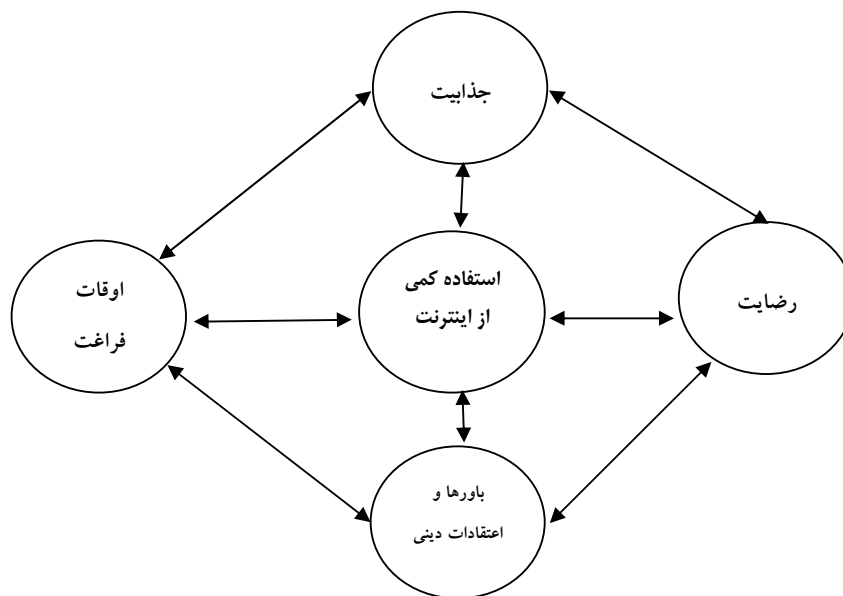 جذابیت
استفاده کمی
از اینترنت
رضایت
اوقات
فراغت
باورها و
اعتقادات دینی